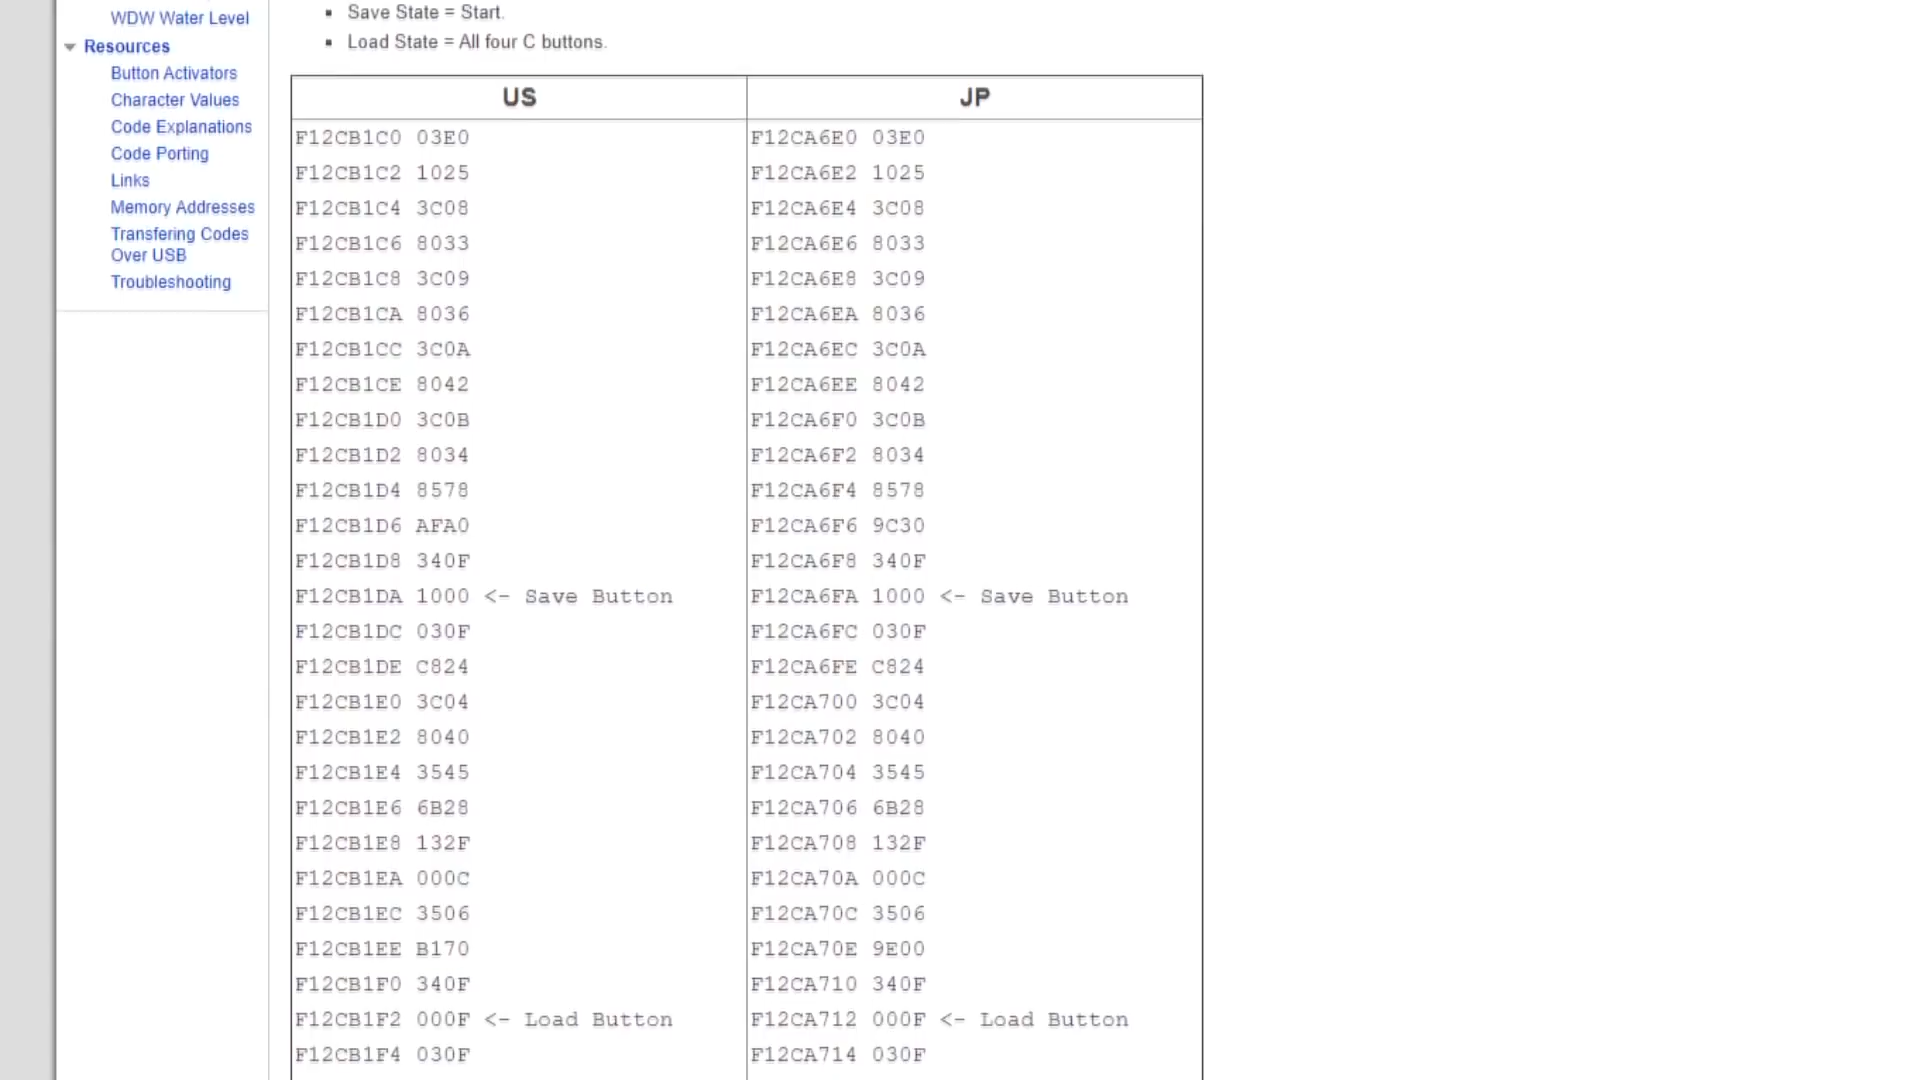 WDW Water Level
Resources
Button Activators
Character Values
Code Explanations
Code Porting
Links
Memory Addresses
Transfering Codes
Over USB
Troubleshooting
Save State = Start.
Load State = All four C buttons.
US JP
F12CB1C0 03E0 F12CA6E0 03E0
F12CB1C2 1025 F12CA6E2 1025
F12CB1C4 3C08 F12CA6E4 3C08
F12CB1C6 8033 F12CA6E6 8033
F12CB1C8 3C09 F12CA6E8 3C09
F12CB1CA 8036 F12CA6EA 8036
F12CB1CC 3C0A F12CA6EC 3C0A
F12CB1CE 8042 F12CA6EE 8042
F12CB1D0 3C0B F12CA6F0 3C0B
F12CB1D2 8034 F12CA6F2 8034
F12CB1D4 8578 F12CA6F4 8578
F12CB1D6 AFA0 F12CA6F6 9C30
F12CB1D8 340F F12CA6F8 340F
F12CB1DA 1000 <- Save Button F12CA6FA 1000 <- Save Button
F12CB1DC 030F F12CA6FC 030F
F12CB1DE C824 F12CA6FE C824
F12CB1E0 3C04 F12CA700 3C04
F12CB1E2 8040 F12CA702 8040
F12CB1E4 3545 F12CA704 3545
F12CB1E6 6B28 F12CA706 6B28
F12CB1E8 132F F12CA708 132F
F12CB1EA 000C F12CA70A 000C
F12CB1EC 3506 F12CA70C 3506
F12CB1EE B170 F12CA70E 9E00
F12CB1F0 340F F12CA710 340F
F12CB1F2 000F <- Load Button F12CA712 000F <- Load Button
F12CB1F4 030F F12CA714 030F